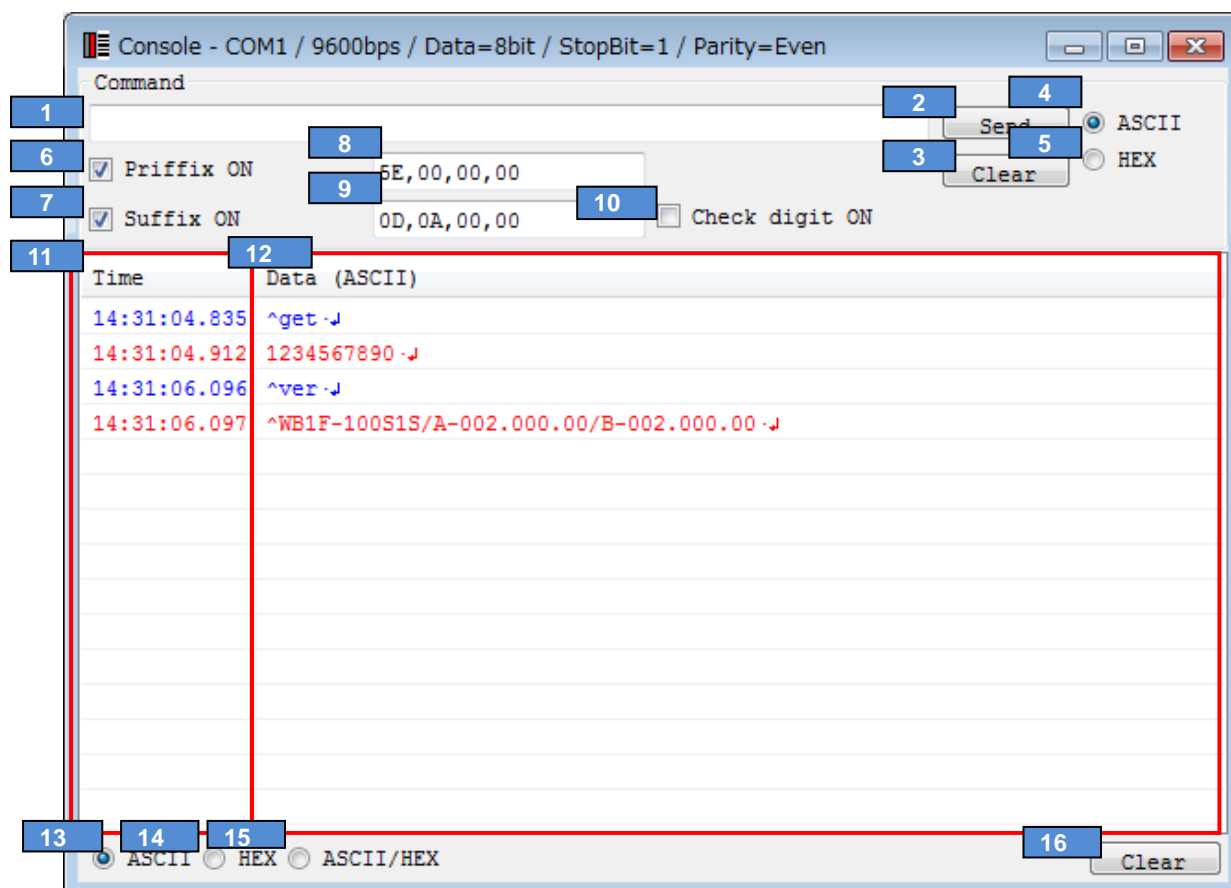 Console - COM1 / 9600bps / Data=8bit / StopBit=1 / Parity=Even
Command
1
2
4
Send
ASCII
6
Priffix ON
8
5E,00,00,00
3
Clear
5
HEX
7
Suffix ON
9
0D,0A,00,00
10
Check digit ON
11
12
Time Data (ASCII)
14:31:04.835 ^get·↲
14:31:04.912 1234567890·↲
14:31:06.096 ^ver·↲
14:31:06.097 ^WB1F-100S1S/A-002.000.00/B-002.000.00·↲
13
14
15
16
ASCII HEX ASCII/HEX Clear